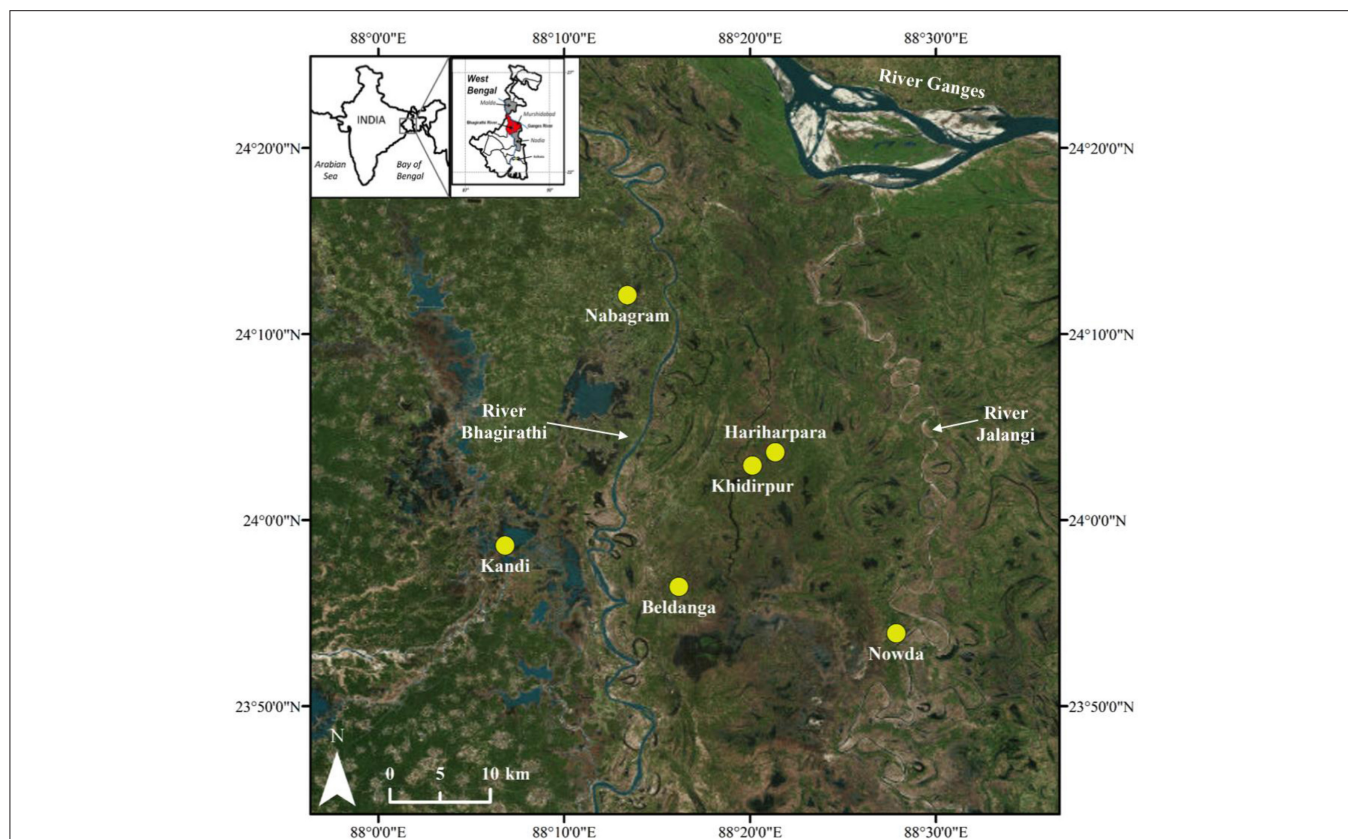 88°0'0"E 88°10'0"E 88°20'0"E 88°30'0"E
River Ganges
West
Bengal
Malda
Murshidabad
Bhagirathi River
Ganges River
Nadia
INDIA
Arabian
Sea
Bay of
Bengal
24°20'0"N 24°20'0"N
Nabagram
24°10'0"N 24°10'0"N
River
Bhagirathi
Hariharpara
River
Jalangi
Khidirpur
24°0'0"N 24°0'0"N
Kandi
Beldanga
Nowda
23°50'0"N 23°50'0"N
N
0 5 10 km
88°0'0"E 88°10'0"E 88°20'0"E 88°30'0"E